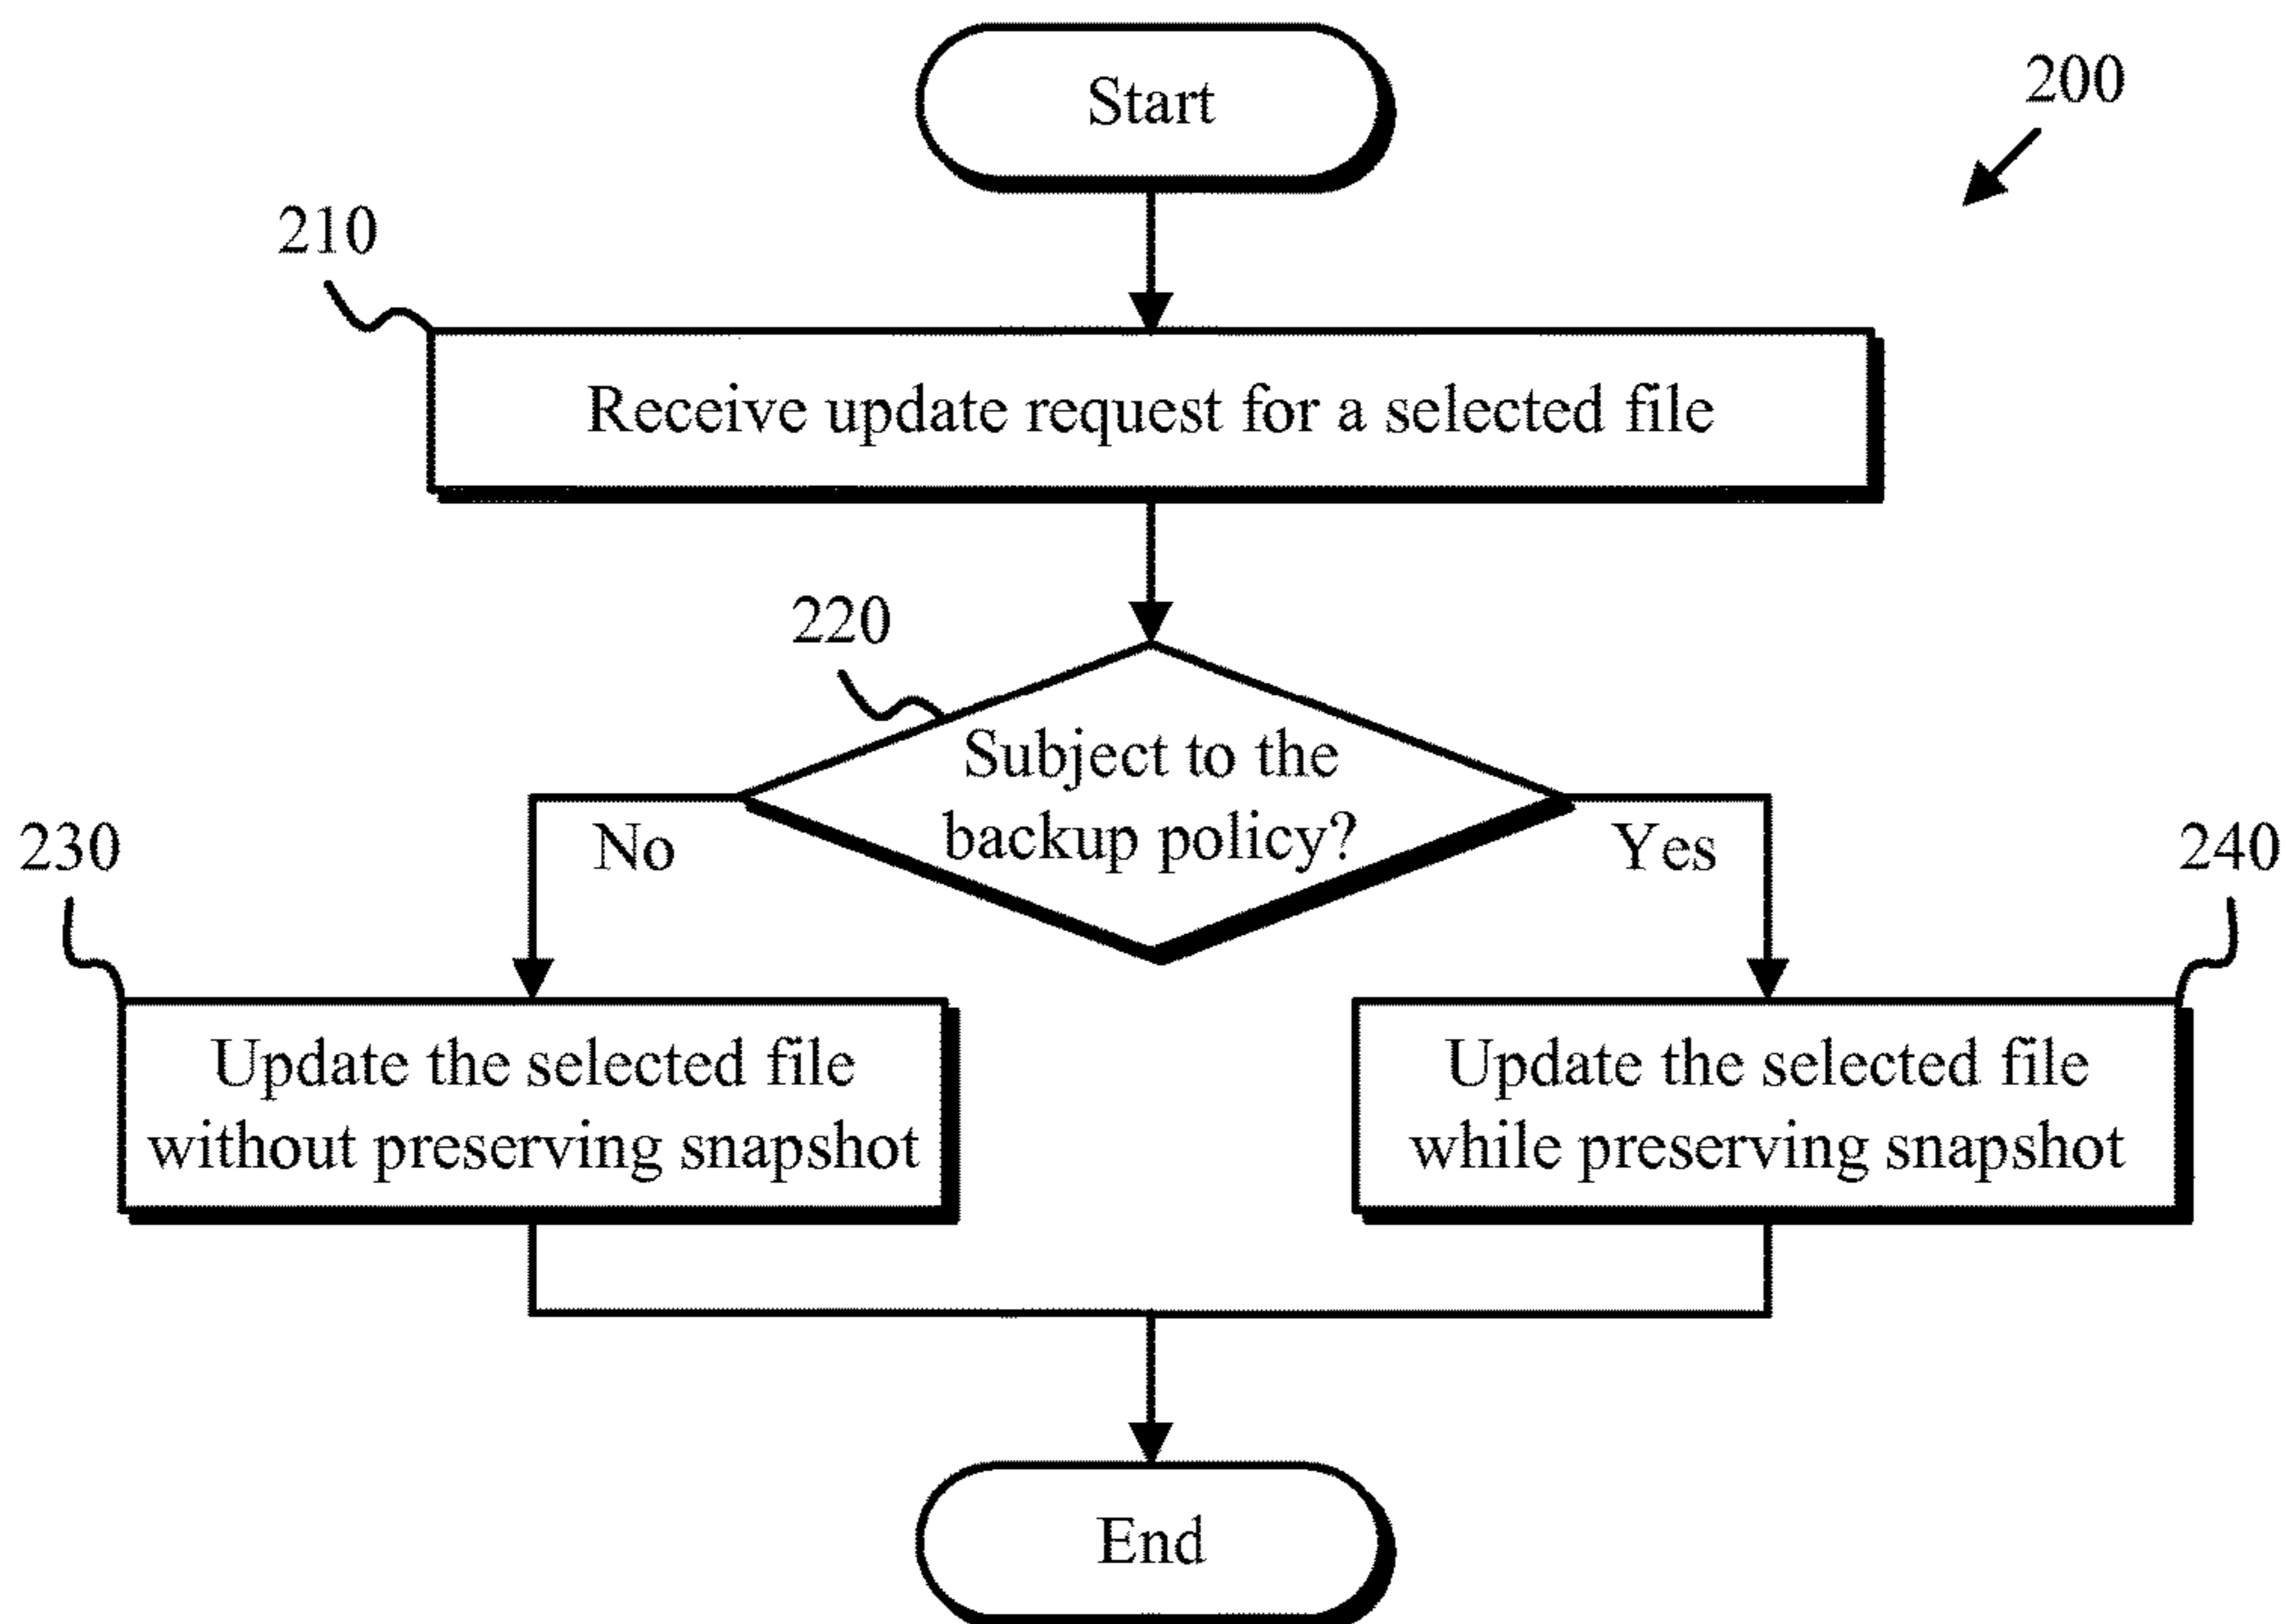 Start
200
210
Receive update request for a selected file
220
Subject to the
backup policy?
No
Yes
230
240
Update the selected file
without preserving snapshot
Update the selected file
while preserving snapshot
End